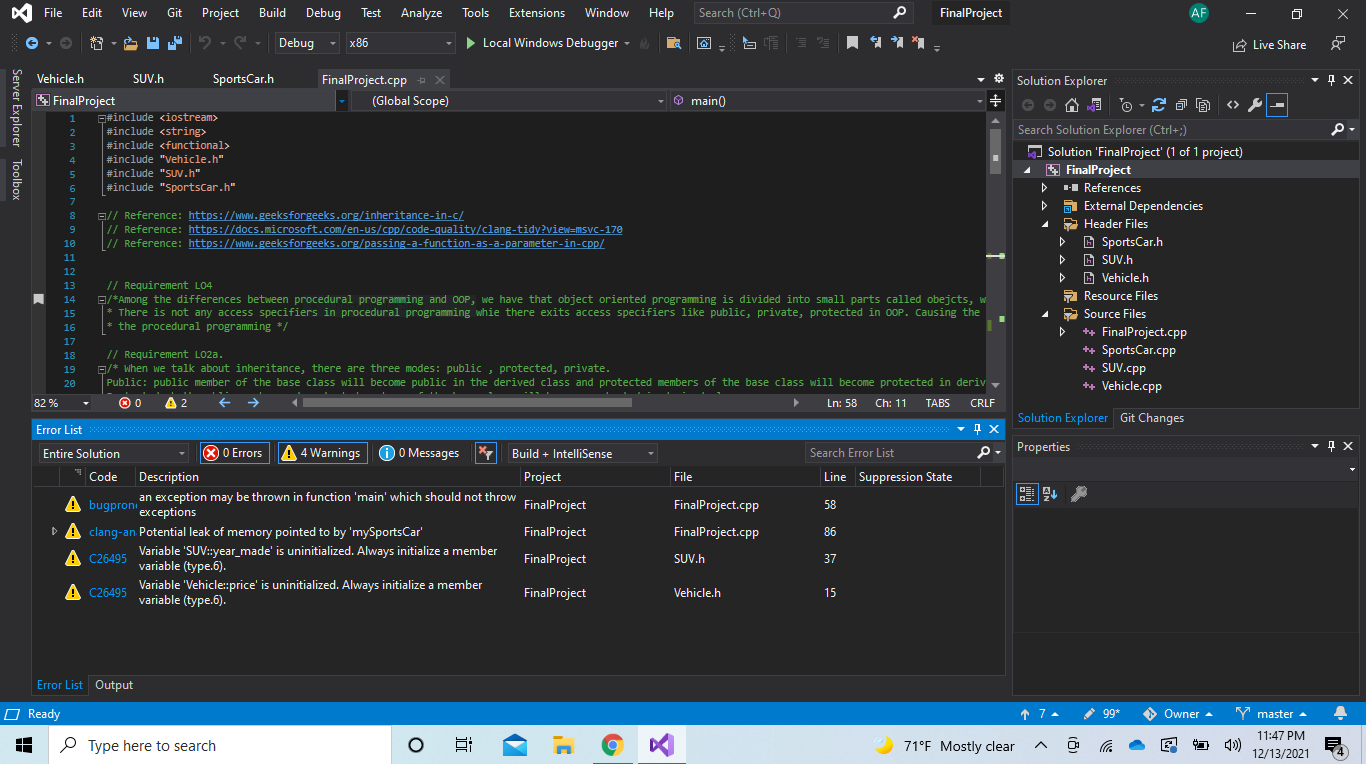 File Edit View Git Project Build Debug Test Analyze Tools Extensions Window Help Search (Ctrl+Q) FinalProject AF
Debug x86 Local Windows Debugger Live Share
Server Explorer
Toolbox
Vehicle.h SUV.h SportsCar.h FinalProject.cpp
FinalProject (Global Scope) main()
1 #include <iostream>
2 #include <string>
3 #include <functional>
4 #include "Vehicle.h"
5 #include "SUV.h"
6 #include "SportsCar.h"
7
8 // Reference: https://www.geeksforgeeks.org/inheritance-in-c/
9 // Reference: https://docs.microsoft.com/en-us/cpp/code-quality/clang-tidy?view=msvc-170
10 // Reference: https://www.geeksforgeeks.org/passing-a-function-as-a-parameter-in-cpp/
11
12
13 // Requirement LO4
14 /*Among the differences between procedural programming and OOP, we have that object oriented programming is divided into small parts called obejcts, w
15 * There is not any access specifiers in procedural programming whie there exits access specifiers like public, private, protected in OOP. Causing the
16 * the procedural programming */
17
18 // Requirement LO2a.
19 /* When we talk about inheritance, there are three modes: public , protected, private.
20 Public: public member of the base class will become public in the derived class and protected members of the base class will become protected in deriv
82 % 0 2 Ln: 58 Ch: 11 TABS CRLF
Error List
Entire Solution 0 Errors 4 Warnings 0 Messages Build + IntelliSense Search Error List
Code Description Project File Line Suppression State
bugprone an exception may be thrown in function 'main' which should not throw exceptions FinalProject FinalProject.cpp 58
clang-an Potential leak of memory pointed to by 'mySportsCar' FinalProject FinalProject.cpp 86
C26495 Variable 'SUV::year_made' is uninitialized. Always initialize a member variable (type.6). FinalProject SUV.h 37
C26495 Variable 'Vehicle::price' is uninitialized. Always initialize a member variable (type.6). FinalProject Vehicle.h 15
Error List Output
Solution Explorer
Search Solution Explorer (Ctrl+;)
Solution 'FinalProject' (1 of 1 project)
FinalProject
References
External Dependencies
Header Files
SportsCar.h
SUV.h
Vehicle.h
Resource Files
Source Files
FinalProject.cpp
SportsCar.cpp
SUV.cpp
Vehicle.cpp
Solution Explorer Git Changes
Properties
Ready 7 99* Owner master
Type here to search 71°F Mostly clear 11:47 PM
12/13/2021 4